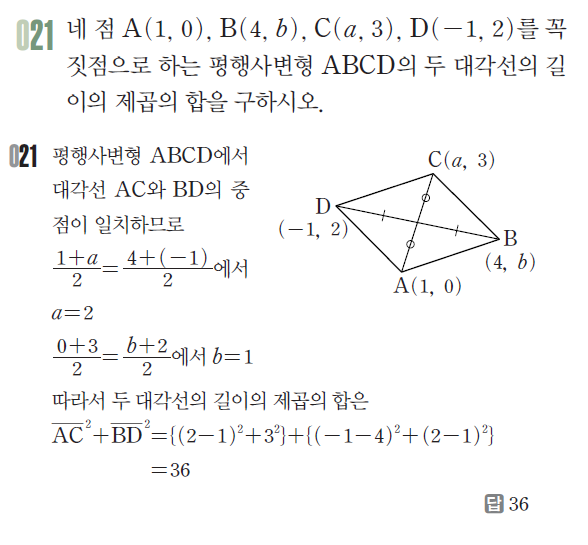 021 네 점 A(1, 0), B(4, b), C(a, 3), D(−1, 2)를 꼭
짓점으로 하는 평행사변형 ABCD의 두 대각선의 길
이의 제곱의 합을 구하시오.
021 평행사변형 ABCD에서
대각선 AC와 BD의 중
점이 일치하므로
(1+a)/2 = (4+(−1))/2 에서
a=2
(0+3)/2 = (b+2)/2 에서 b=1
C(a, 3)
D
(−1, 2)
B
(4, b)
A(1, 0)
따라서 두 대각선의 길이의 제곱의 합은
A̅C̅²+B̅D̅²={(2−1)²+3²}+{(−1−4)²+(2−1)²}
=36
답 36